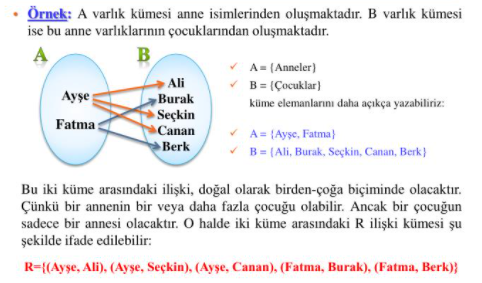 • Örnek: A varlık kümesi anne isimlerinden oluşmaktadır. B varlık kümesi
ise bu anne varlıklarının çocuklarından oluşmaktadır.
A B
Ayşe
Fatma
Ali
Burak
Seçkin
Canan
Berk
✓ A = {Anneler}
✓ B = {Çocuklar}
küme elemanlarını daha açıkça yazabiliriz:
✓ A = {Ayşe, Fatma}
✓ B = {Ali, Burak, Seçkin, Canan, Berk}
Bu iki küme arasındaki ilişki, doğal olarak birden-çoğa biçiminde olacaktır.
Çünkü bir annenin bir veya daha fazla çocuğu olabilir. Ancak bir çocuğun
sadece bir annesi olacaktır. O halde iki küme arasındaki R ilişki kümesi şu
şekilde ifade edilebilir:
R={(Ayşe, Ali), (Ayşe, Seçkin), (Ayşe, Canan), (Fatma, Burak), (Fatma, Berk)}